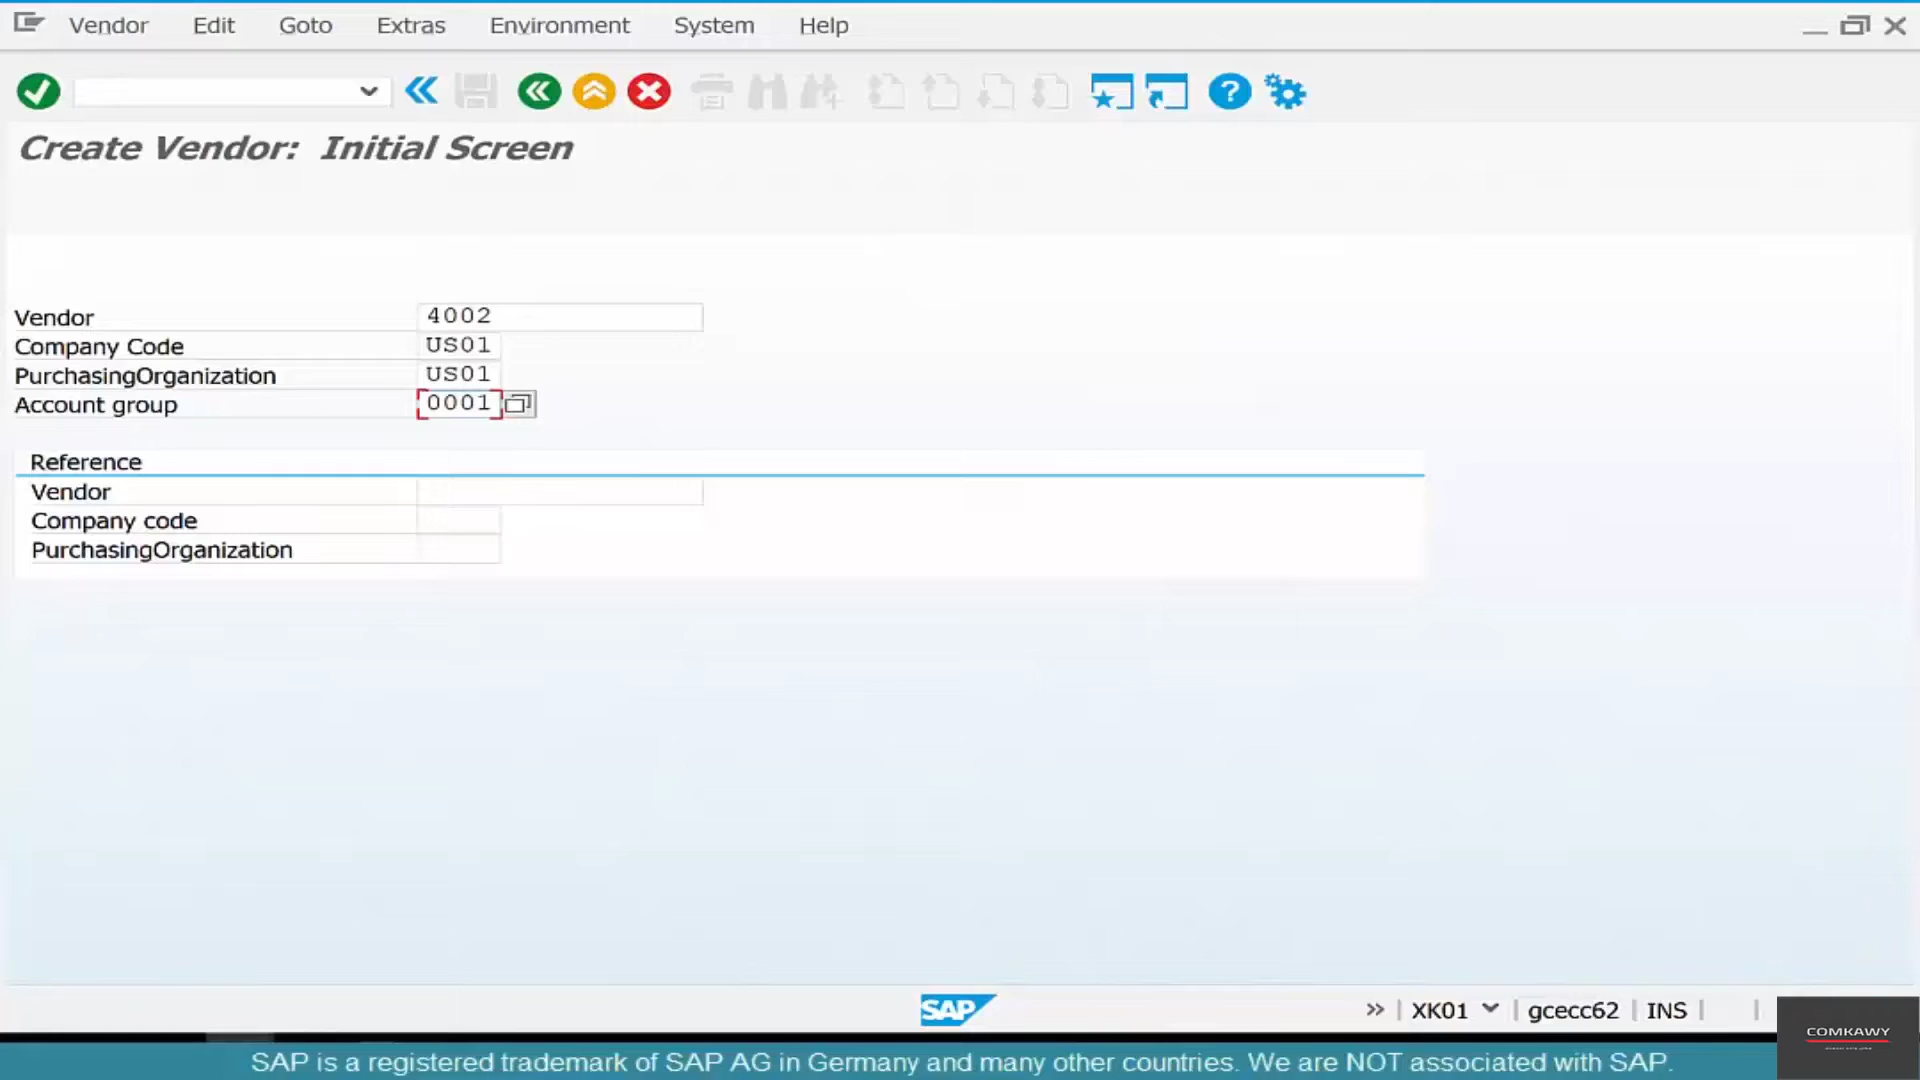 Vendor Edit Goto Extras Environment System Help
Create Vendor: Initial Screen
Vendor 4002
Company Code US01
PurchasingOrganization US01
Account group 0001
Reference
Vendor
Company code
PurchasingOrganization
SAP >> XK01 gcecc62 INS
COMKAWY
SAP is a registered trademark of SAP AG in Germany and many other countries. We are NOT associated with SAP.